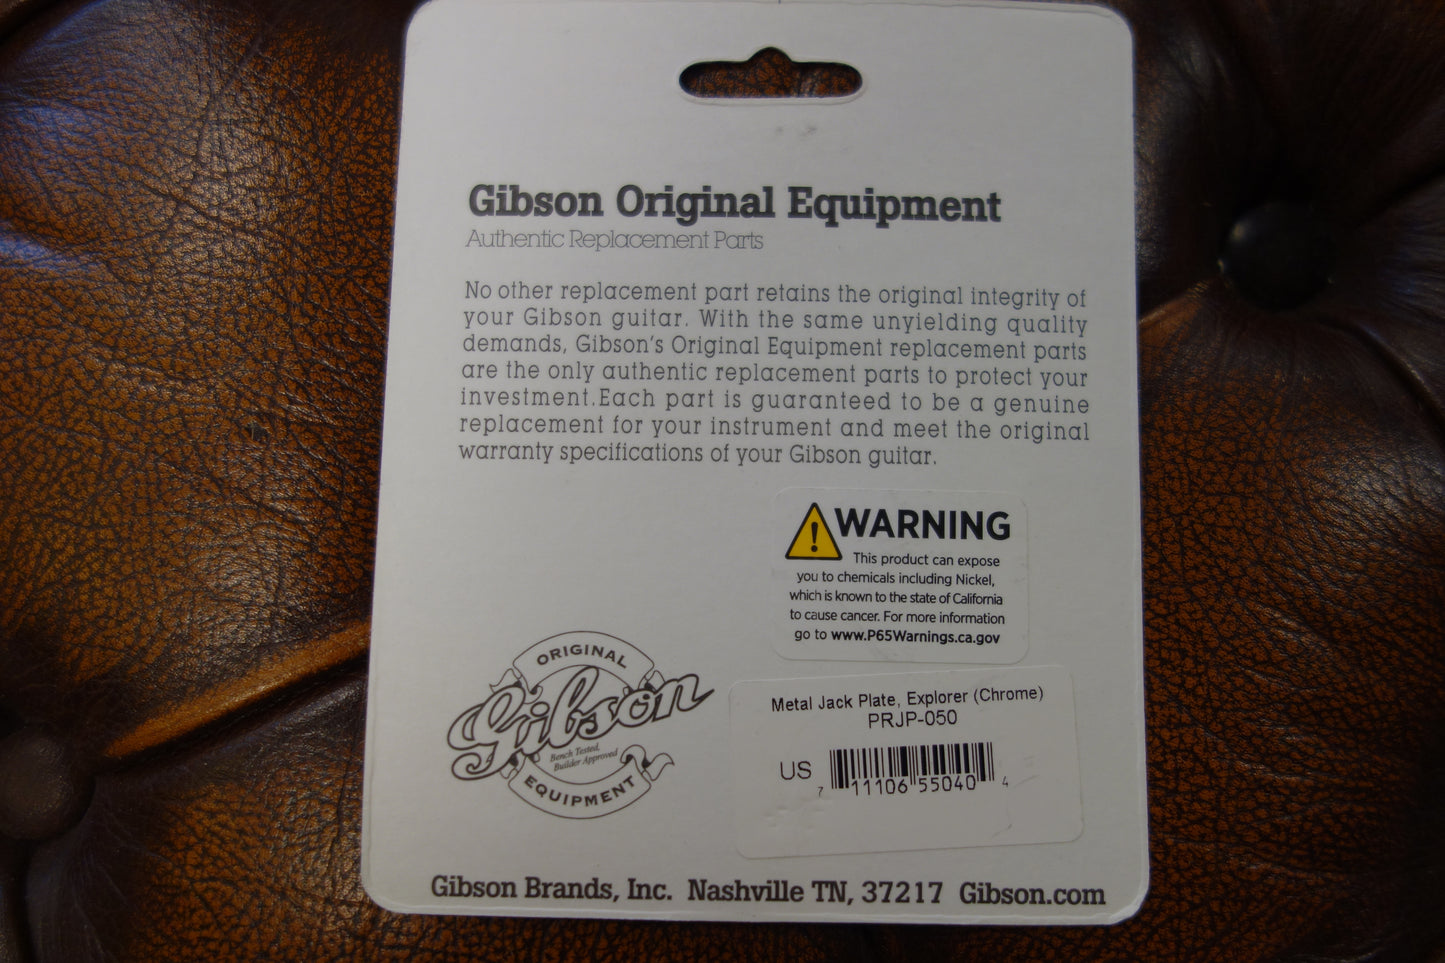 Gibson Original Equipment
Authentic Replacement Parts
No other replacement part retains the original integrity of
your Gibson guitar. With the same unyielding quality
demands, Gibson's Original Equipment replacement parts
are the only authentic replacement parts to protect your
investment.Each part is guaranteed to be a genuine
replacement for your instrument and meet the original
warranty specifications of your Gibson guitar.
WARNING
This product can expose
you to chemicals including Nickel,
which is known to the state of California
to cause cancer. For more information
go to www.P65Warnings.ca.gov
ORIGINAL
Gibson
Bench Tested,
Builder Approved
EQUIPMENT
Metal Jack Plate, Explorer (Chrome)
PRJP-050
US
7 11106 55040 4
Gibson Brands, Inc. Nashville TN, 37217 Gibson.com